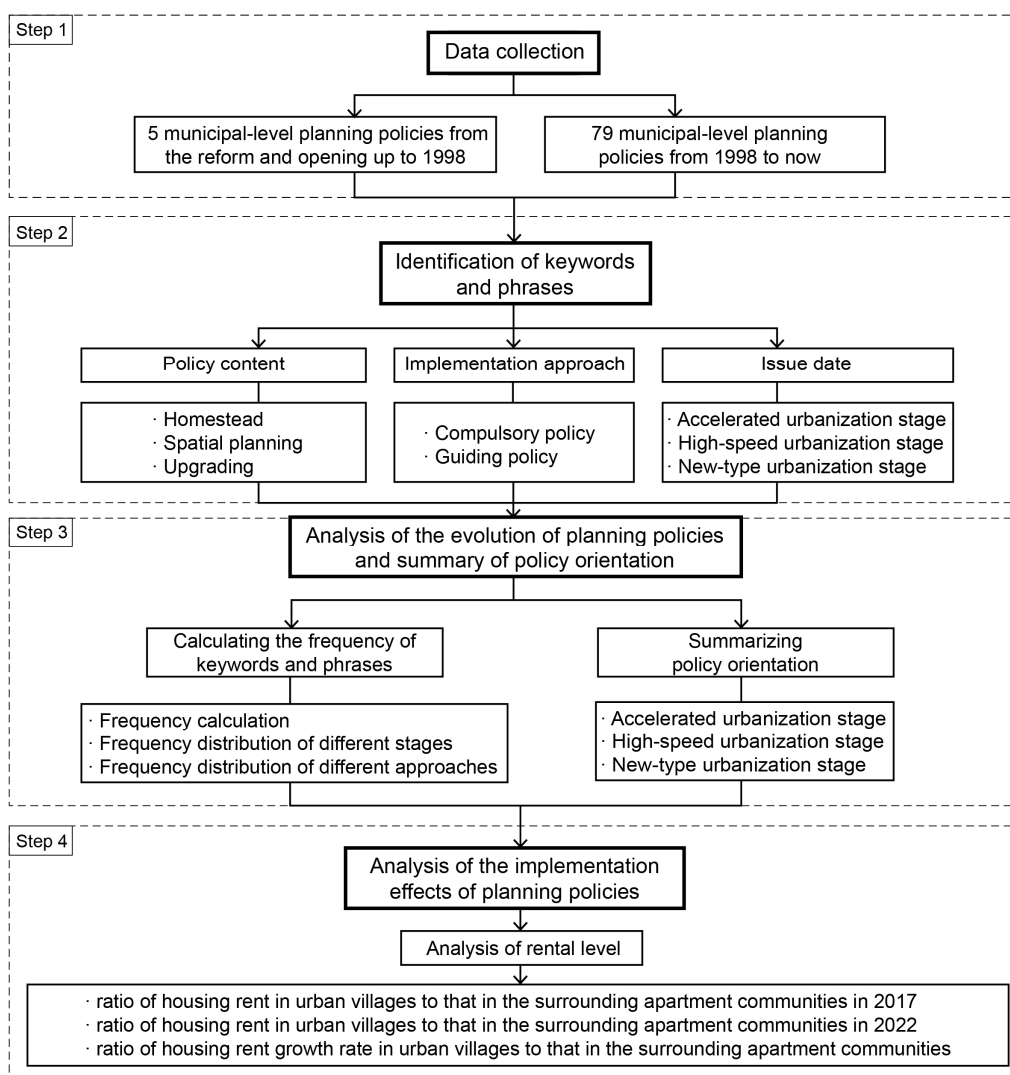 Step 1
Data collection
5 municipal-level planning policies from
the reform and opening up to 1998
79 municipal-level planning
policies from 1998 to now
Step 2
Identification of keywords
and phrases
Policy content
· Homestead
· Spatial planning
· Upgrading
Implementation approach
· Compulsory policy
· Guiding policy
Issue date
· Accelerated urbanization stage
· High-speed urbanization stage
· New-type urbanization stage
Step 3
Analysis of the evolution of planning policies
and summary of policy orientation
Calculating the frequency of
keywords and phrases
· Frequency calculation
· Frequency distribution of different stages
· Frequency distribution of different approaches
Summarizing
policy orientation
· Accelerated urbanization stage
· High-speed urbanization stage
· New-type urbanization stage
Step 4
Analysis of the implementation
effects of planning policies
Analysis of rental level
· ratio of housing rent in urban villages to that in the surrounding apartment communities in 2017
· ratio of housing rent in urban villages to that in the surrounding apartment communities in 2022
· ratio of housing rent growth rate in urban villages to that in the surrounding apartment communities